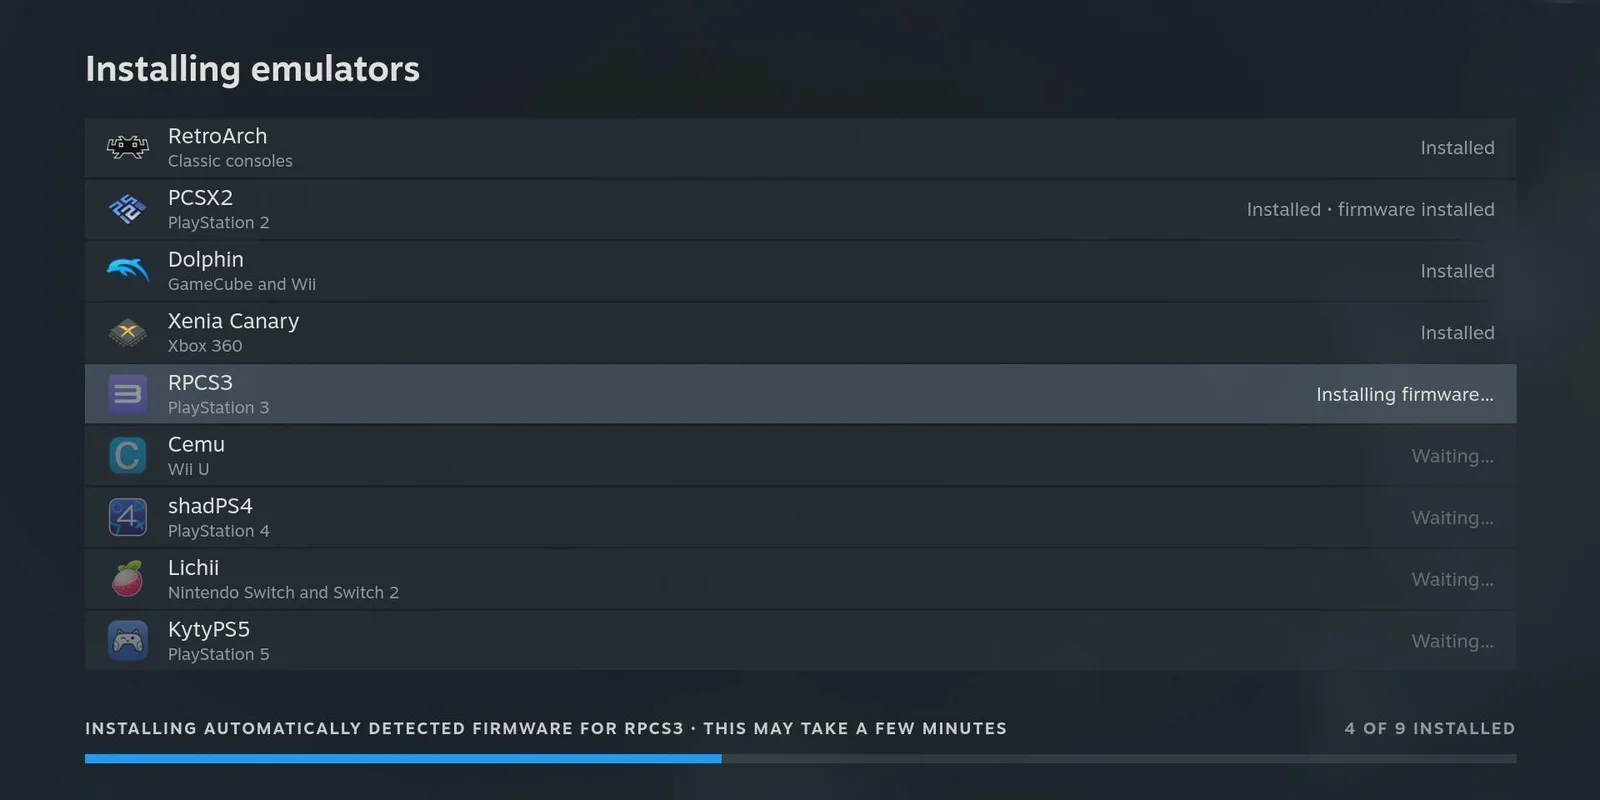 Installing emulators
RetroArch
Classic consoles
Installed
PCSX2
PlayStation 2
Installed · firmware installed
Dolphin
GameCube and Wii
Installed
Xenia Canary
Xbox 360
Installed
RPCS3
PlayStation 3
Installing firmware...
Cemu
Wii U
Waiting...
shadPS4
PlayStation 4
Waiting...
Lichii
Nintendo Switch and Switch 2
Waiting...
KytyPS5
PlayStation 5
Waiting...
INSTALLING AUTOMATICALLY DETECTED FIRMWARE FOR RPCS3 · THIS MAY TAKE A FEW MINUTES
4 OF 9 INSTALLED